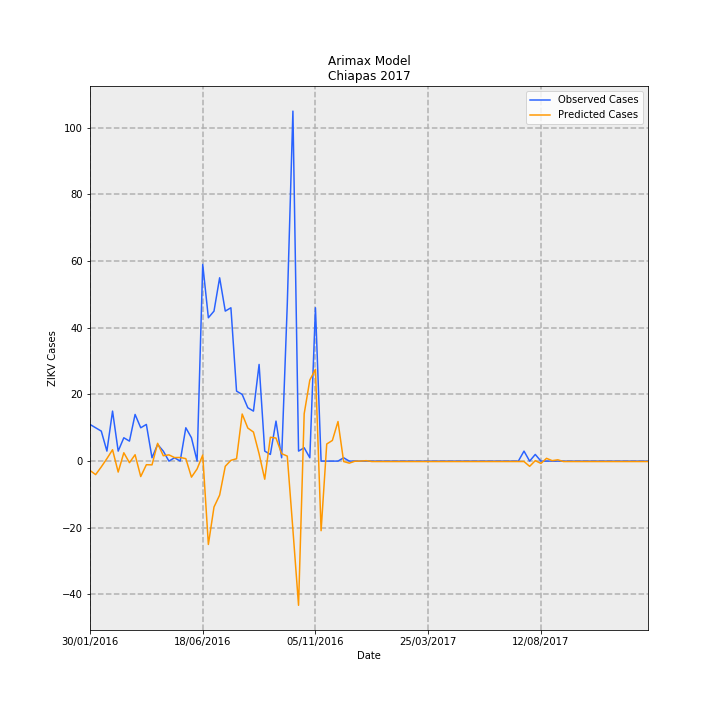 Arimax Model
Chiapas 2017
Observed Cases
Predicted Cases
100
80
60
40
20
0
−20
−40
ZIKV Cases
30/01/2016
18/06/2016
05/11/2016
25/03/2017
12/08/2017
Date